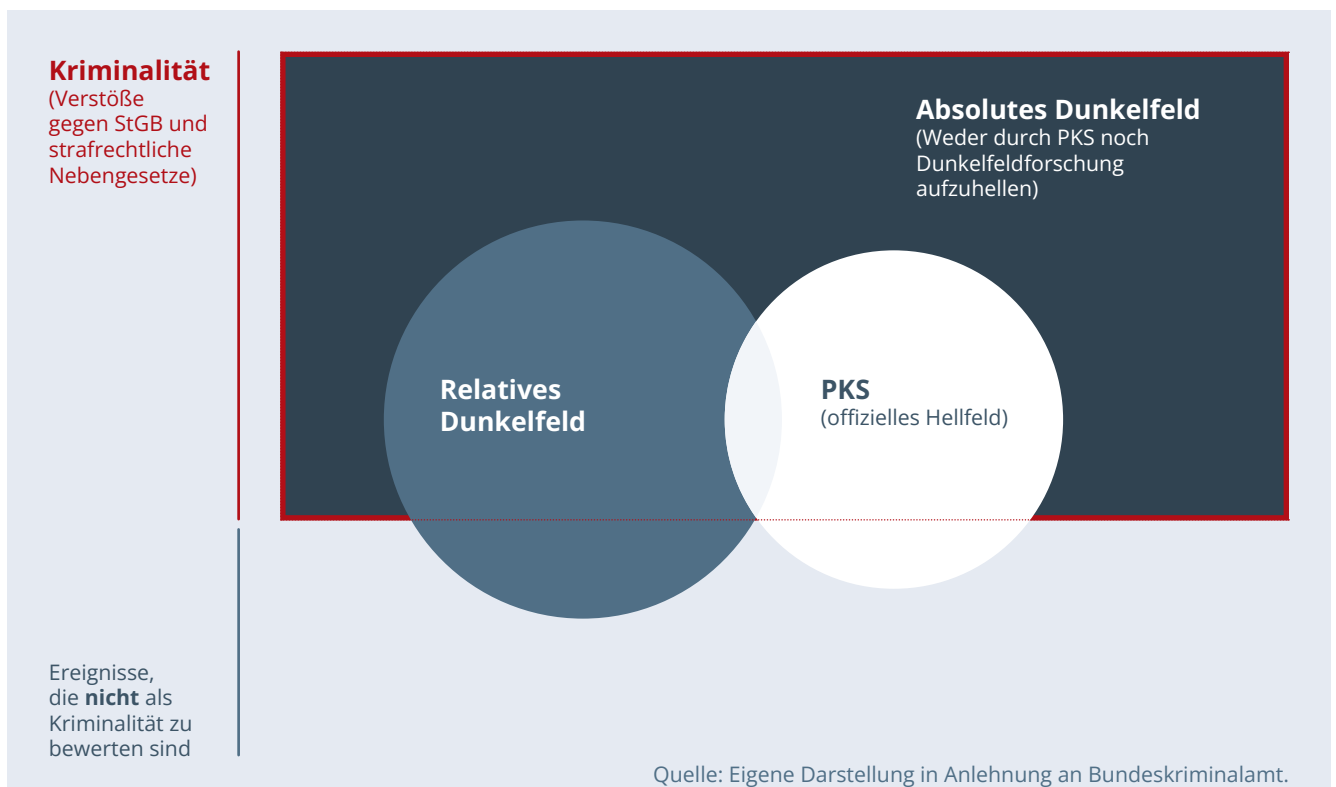 Kriminalität
(Verstöße
gegen StGB und
strafrechtliche
Nebengesetze)
Absolutes Dunkelfeld
(Weder durch PKS noch
Dunkelfeldforschung
aufzuhellen)
Relatives
Dunkelfeld
PKS
(offizielles Hellfeld)
Ereignisse,
die nicht als
Kriminalität zu
bewerten sind
Quelle: Eigene Darstellung in Anlehnung an Bundeskriminalamt.